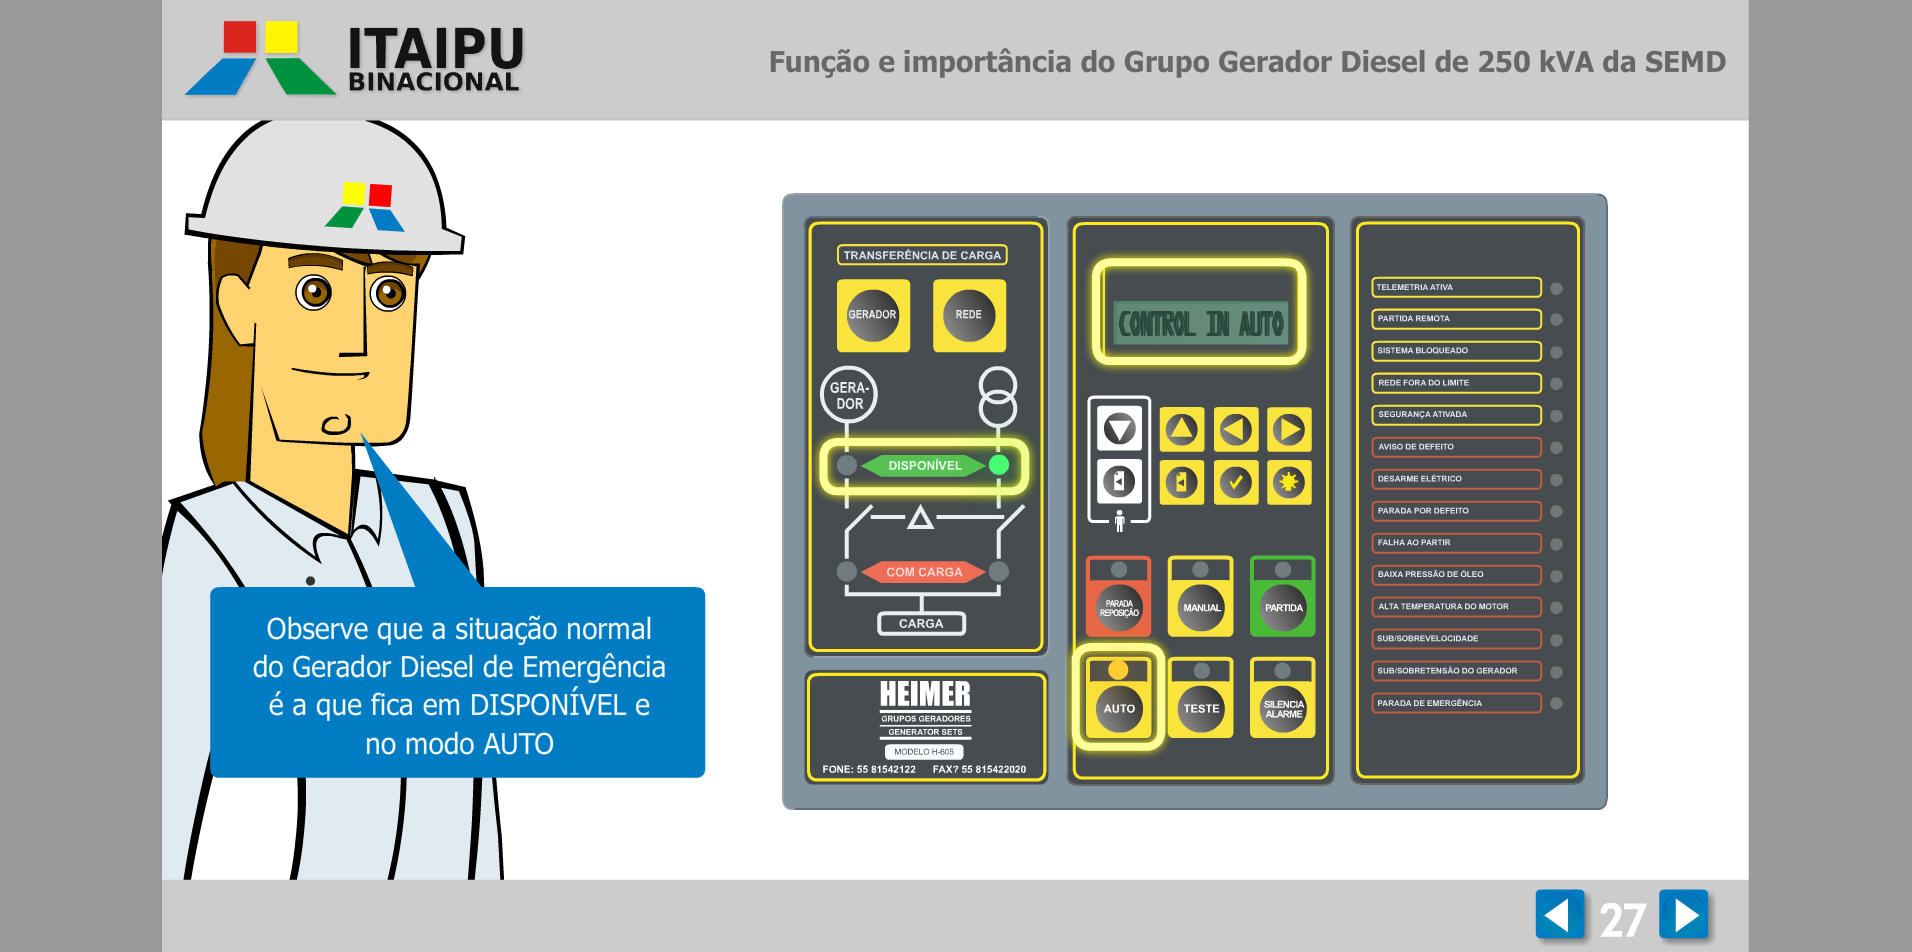 ITAIPU
BINACIONAL
Função e importância do Grupo Gerador Diesel de 250 kVA da SEMD
Observe que a situação normal
do Gerador Diesel de Emergência
é a que fica em DISPONÍVEL e
no modo AUTO
TRANSFERÊNCIA DE CARGA
GERADOR
REDE
GERA-
DOR
DISPONÍVEL
COM CARGA
CARGA
HEIMER
GRUPOS GERADORES
GENERATOR SETS
MODELO H-605
FONE: 55 81542122 FAX? 55 815422020
CONTROL IN AUTO
PARADA
REPOSIÇÃO
MANUAL
PARTIDA
AUTO
TESTE
SILENCIA
ALARME
TELEMETRIA ATIVA
PARTIDA REMOTA
SISTEMA BLOQUEADO
REDE FORA DO LIMITE
SEGURANÇA ATIVADA
AVISO DE DEFEITO
DESARME ELÉTRICO
PARADA POR DEFEITO
FALHA AO PARTIR
BAIXA PRESSÃO DE ÓLEO
ALTA TEMPERATURA DO MOTOR
SUB/SOBREVELOCIDADE
SUB/SOBRETENSÃO DO GERADOR
PARADA DE EMERGÊNCIA
27